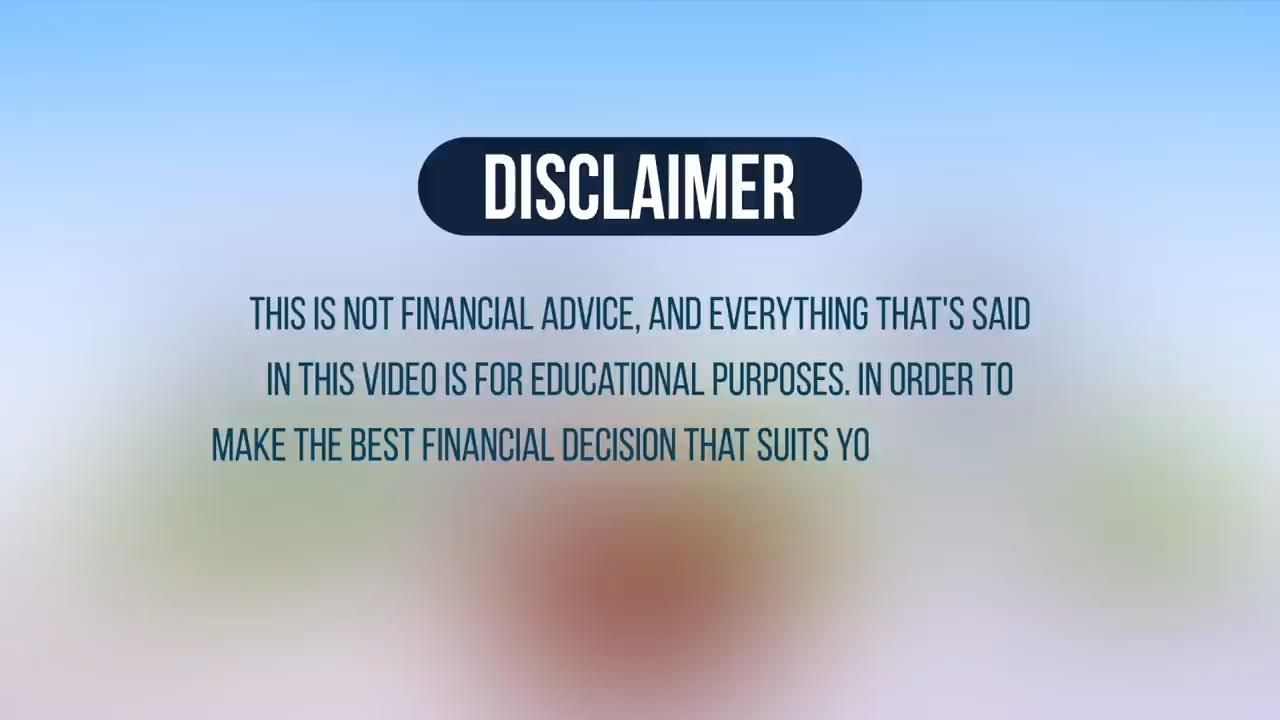 DISCLAIMER
THIS IS NOT FINANCIAL ADVICE, AND EVERYTHING THAT'S SAID
IN THIS VIDEO IS FOR EDUCATIONAL PURPOSES. IN ORDER TO
MAKE THE BEST FINANCIAL DECISION THAT SUITS YO